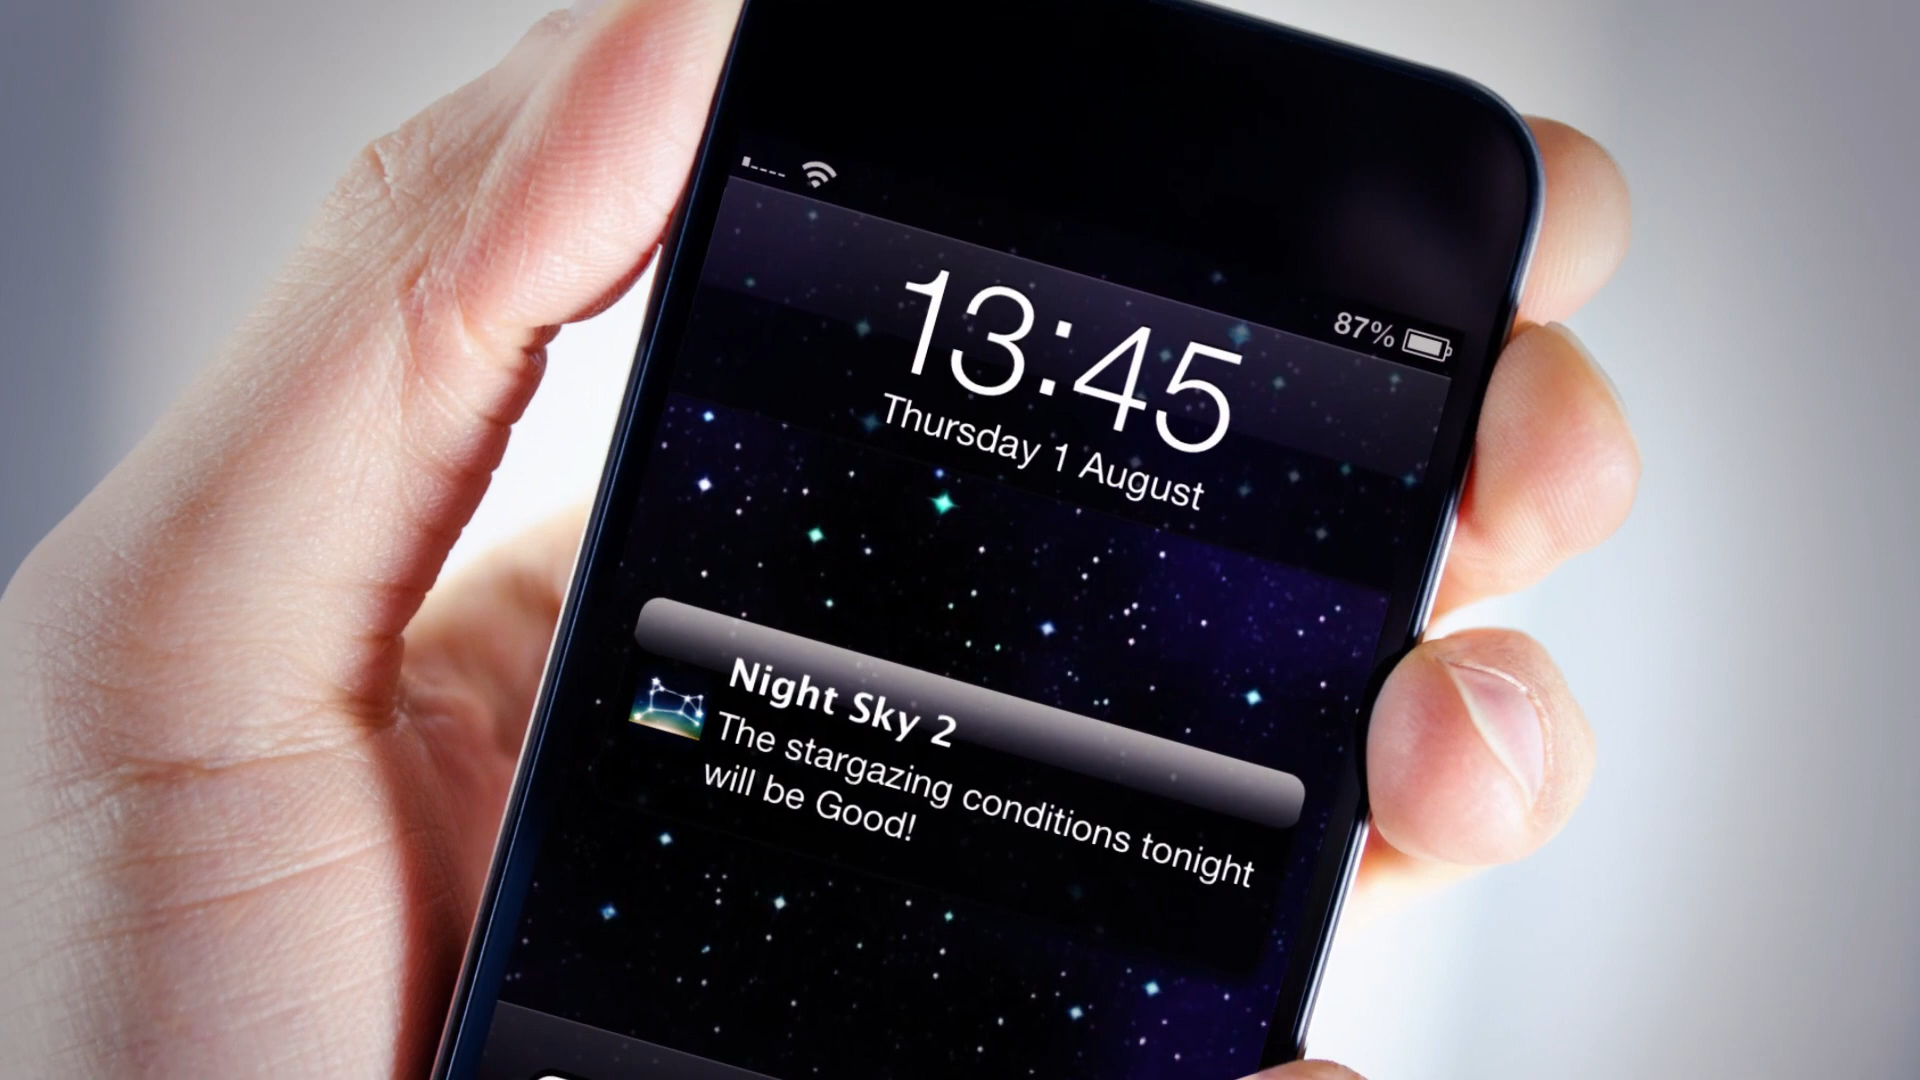 87%
13:45
Thursday 1 August
Night Sky 2
The stargazing conditions tonight
will be Good!